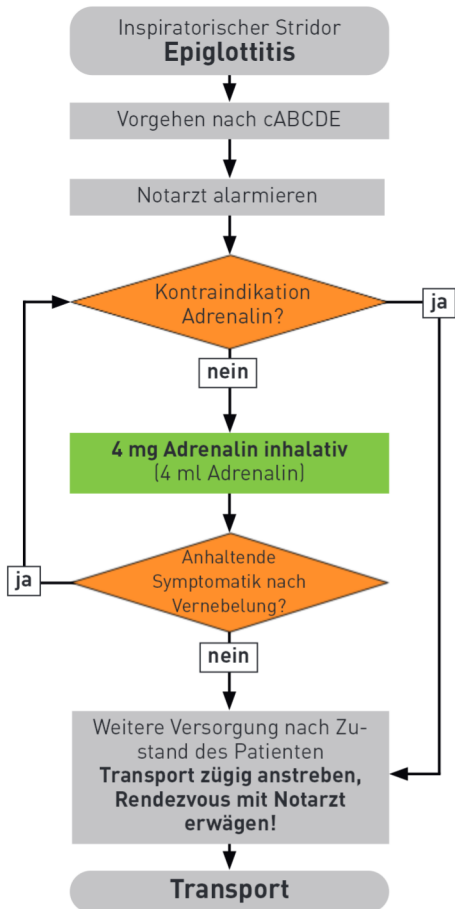 Inspiratorischer Stridor
Epiglottitis
Vorgehen nach cABCDE
Notarzt alarmieren
Kontraindikation
Adrenalin?
ja
nein
4 mg Adrenalin inhalativ
(4 ml Adrenalin)
Anhaltende
Symptomatik nach
Vernebelung?
ja
nein
Weitere Versorgung nach Zu-
stand des Patienten
Transport zügig anstreben,
Rendezvous mit Notarzt
erwägen!
Transport